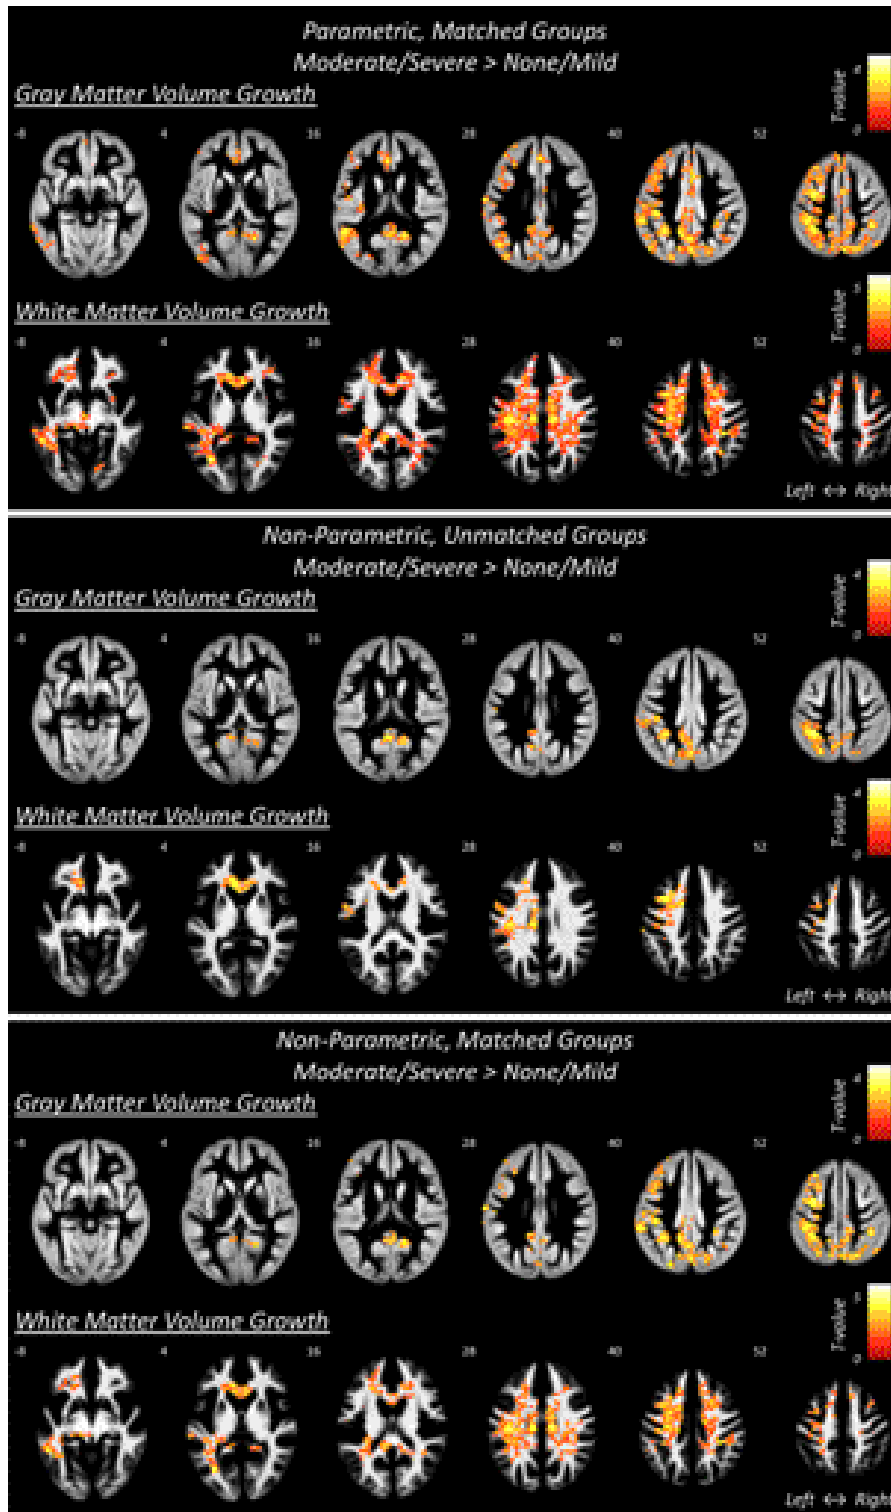 Parametric, Matched Groups
Moderate/Severe > None/Mild
Gray Matter Volume Growth
T-value
-8 4 16 28 40 52
White Matter Volume Growth
T-value
-8 4 16 28 40 52
Left <-> Right
Non-Parametric, Unmatched Groups
Moderate/Severe > None/Mild
Gray Matter Volume Growth
T-value
-8 4 16 28 40 52
White Matter Volume Growth
T-value
-8 4 16 28 40 52
Left <-> Right
Non-Parametric, Matched Groups
Moderate/Severe > None/Mild
Gray Matter Volume Growth
T-value
-8 4 16 28 40 52
White Matter Volume Growth
T-value
-8 4 16 28 40 52
Left <-> Right